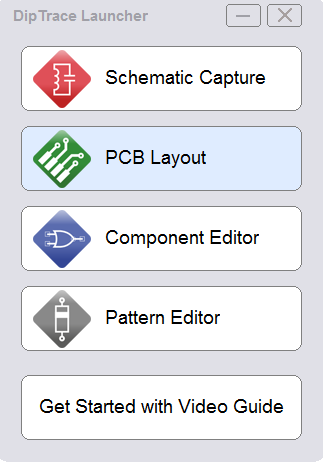 DipTrace Launcher
Schematic Capture
PCB Layout
Component Editor
Pattern Editor
Get Started with Video Guide